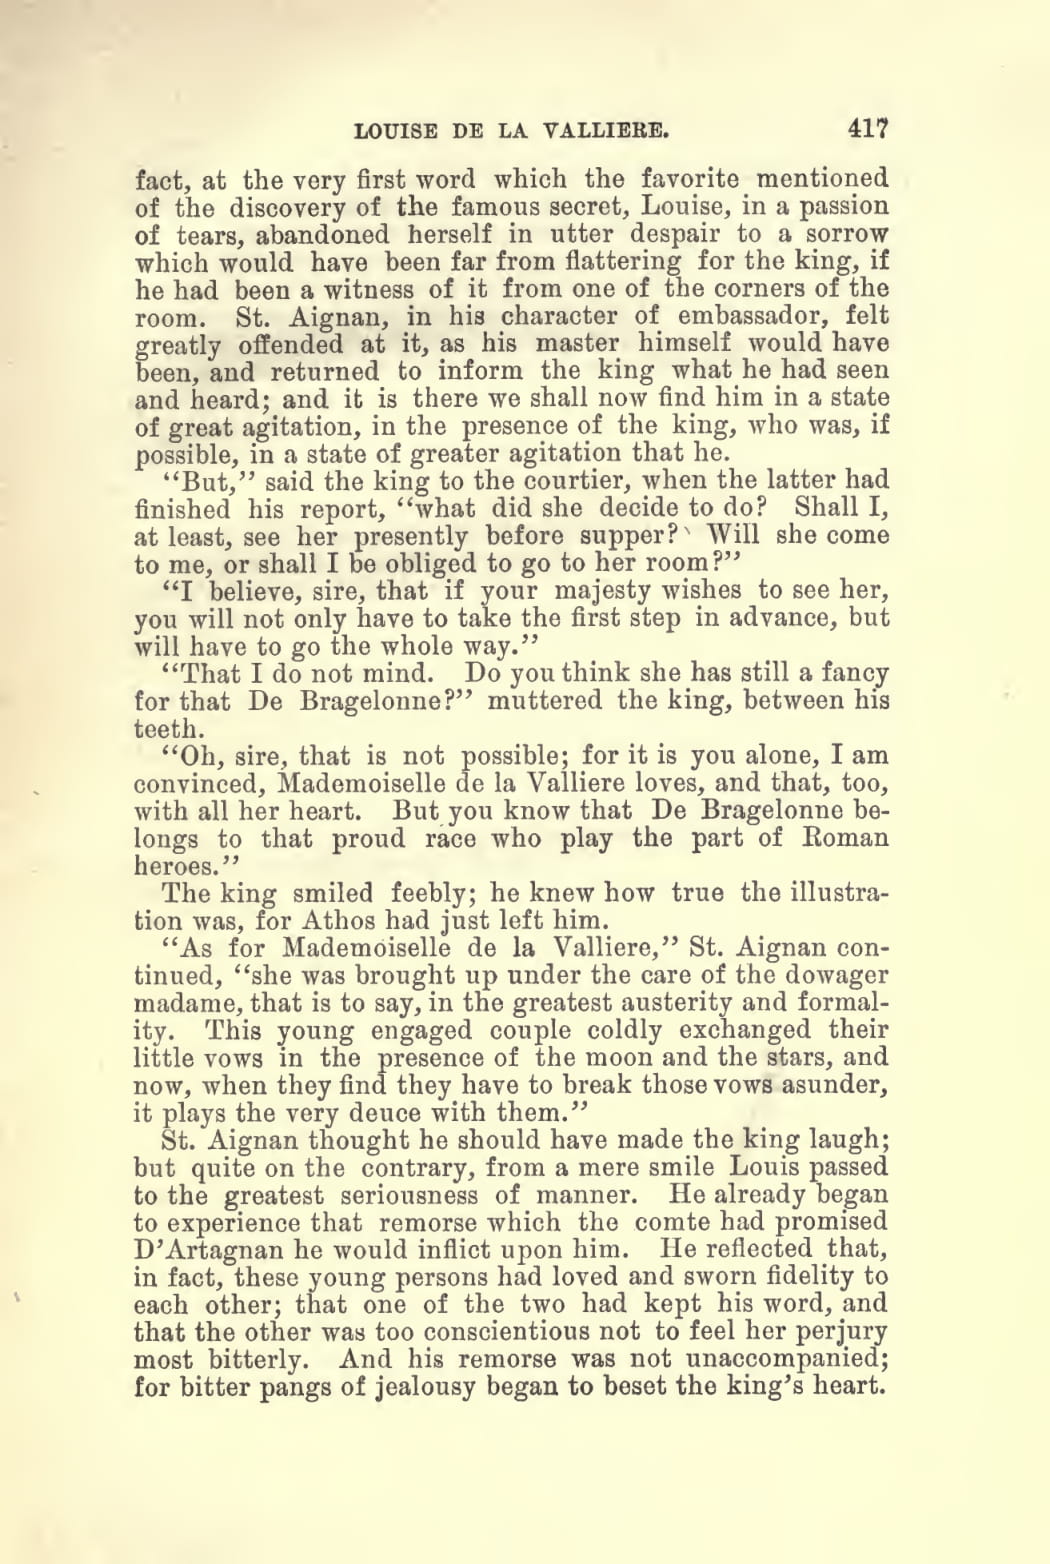 LOUISE DE LA VALLIERE. 417
fact, at the very first word which the favorite mentioned
of the discovery of the famous secret, Louise, in a passion
of tears, abandoned herself in utter despair to a sorrow
which would have been far from flattering for the king, if
he had been a witness of it from one of the corners of the
room. St. Aignan, in his character of embassador, felt
greatly offended at it, as his master himself would have
been, and returned to inform the king what he had seen
and heard; and it is there we shall now find him in a state
of great agitation, in the presence of the king, who was, if
possible, in a state of greater agitation that he.
“But,” said the king to the courtier, when the latter had
finished his report, “what did she decide to do? Shall I,
at least, see her presently before supper? Will she come
to me, or shall I be obliged to go to her room?”
“I believe, sire, that if your majesty wishes to see her,
you will not only have to take the first step in advance, but
will have to go the whole way.”
“That I do not mind. Do you think she has still a fancy
for that De Bragelonne?” muttered the king, between his
teeth.
“Oh, sire, that is not possible; for it is you alone, I am
convinced, Mademoiselle de la Valliere loves, and that, too,
with all her heart. But you know that De Bragelonne be-
longs to that proud race who play the part of Roman
heroes.”
The king smiled feebly; he knew how true the illustra-
tion was, for Athos had just left him.
“As for Mademoiselle de la Valliere,” St. Aignan con-
tinued, “she was brought up under the care of the dowager
madame, that is to say, in the greatest austerity and formal-
ity. This young engaged couple coldly exchanged their
little vows in the presence of the moon and the stars, and
now, when they find they have to break those vows asunder,
it plays the very deuce with them.”
St. Aignan thought he should have made the king laugh;
but quite on the contrary, from a mere smile Louis passed
to the greatest seriousness of manner. He already began
to experience that remorse which the comte had promised
D’Artagnan he would inflict upon him. He reflected that,
in fact, these young persons had loved and sworn fidelity to
each other; that one of the two had kept his word, and
that the other was too conscientious not to feel her perjury
most bitterly. And his remorse was not unaccompanied;
for bitter pangs of jealousy began to beset the king’s heart.